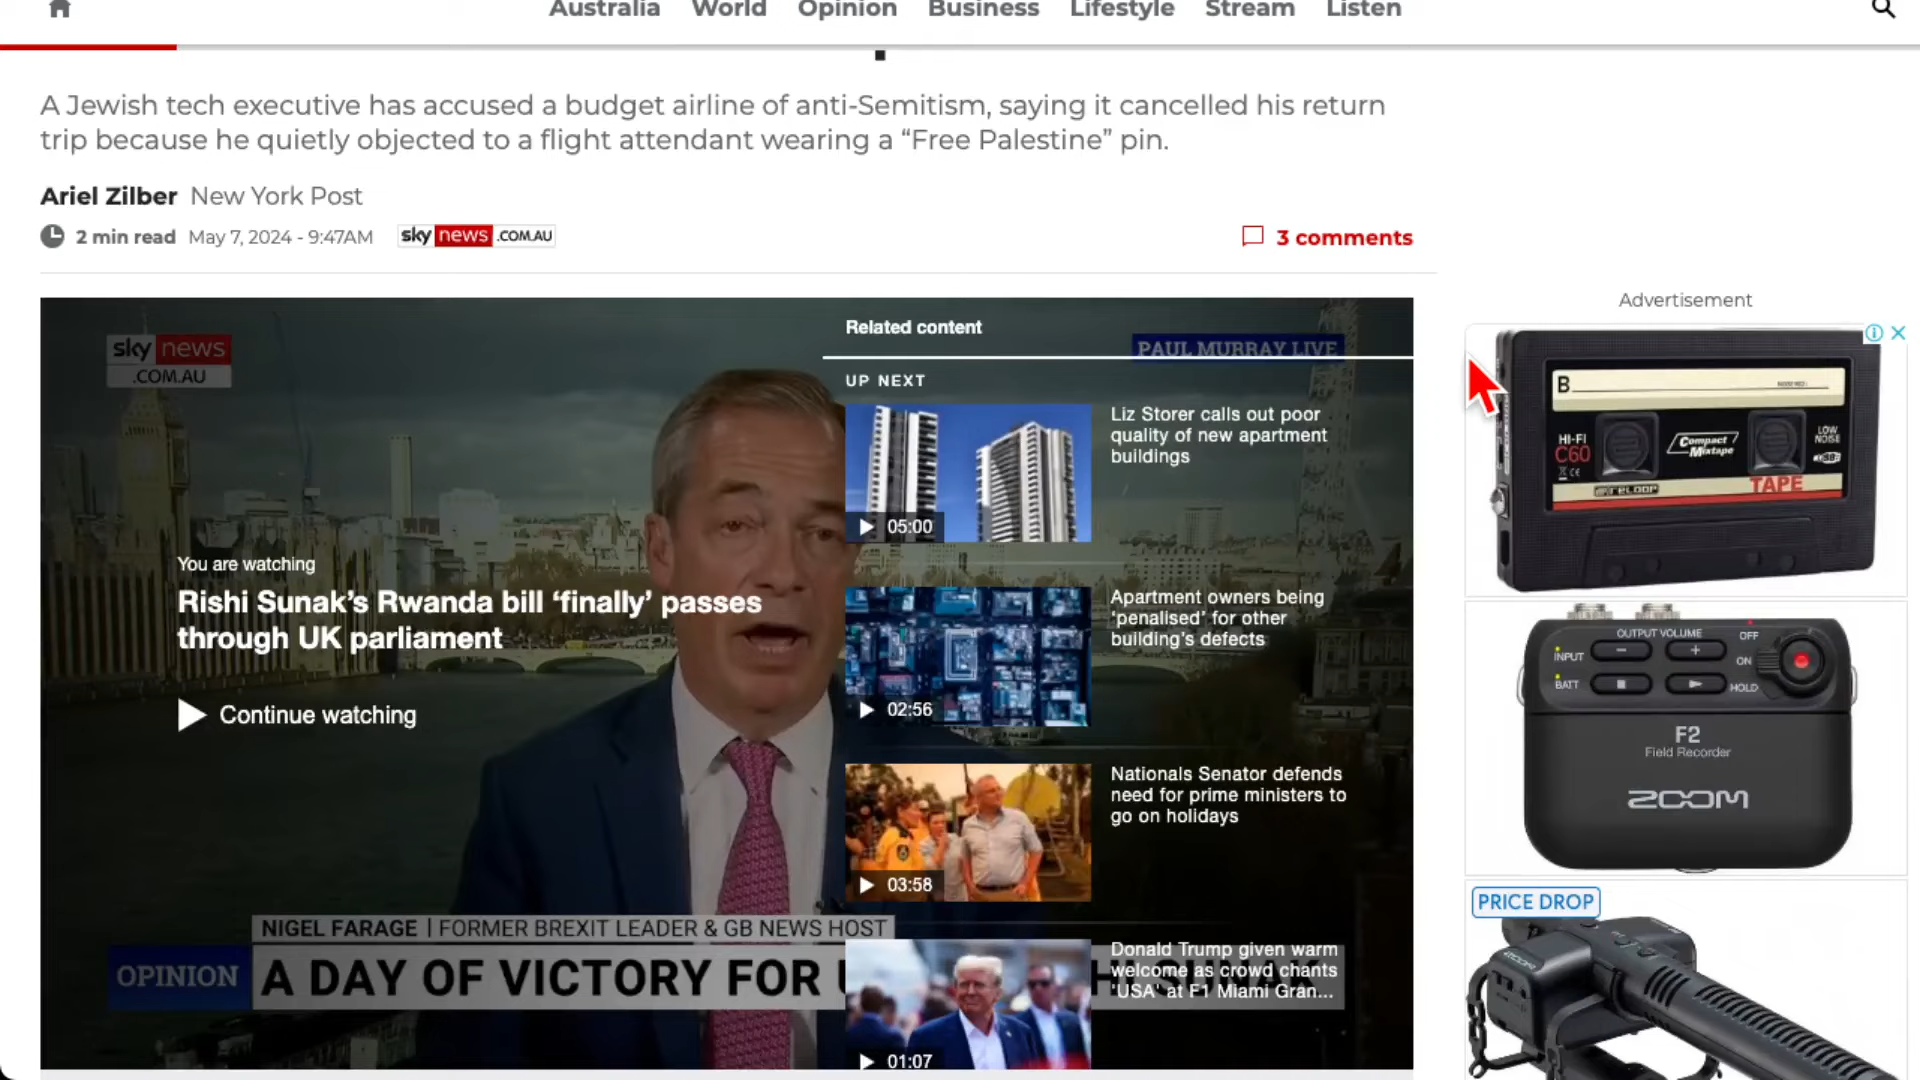 Australia World Opinion Business Lifestyle Stream Listen
A Jewish tech executive has accused a budget airline of anti-Semitism, saying it cancelled his return
trip because he quietly objected to a flight attendant wearing a “Free Palestine” pin.
Ariel Zilber New York Post
2 min read May 7, 2024 - 9:47AM sky news .COM.AU
3 comments
sky news
.COM.AU
PAUL MURRAY LIVE
You are watching
Rishi Sunak’s Rwanda bill ‘finally’ passes
through UK parliament
Continue watching
NIGEL FARAGE | FORMER BREXIT LEADER & GB NEWS HOST
OPINION
A DAY OF VICTORY FOR
Related content
UP NEXT
Liz Storer calls out poor
quality of new apartment
buildings
05:00
Apartment owners being
‘penalised’ for other
building’s defects
02:56
Nationals Senator defends
need for prime ministers to
go on holidays
03:58
Donald Trump given warm
welcome as crowd chants
'USA' at F1 Miami Gran...
01:07
Advertisement
B
HI-FI
C60
Compact
Mixtape
LOW
NOISE
RELOOP
TAPE
OUTPUT VOLUME
OFF
INPUT
ON
BATT
HOLD
F2
Field Recorder
ZOOM
PRICE DROP
ZOOM